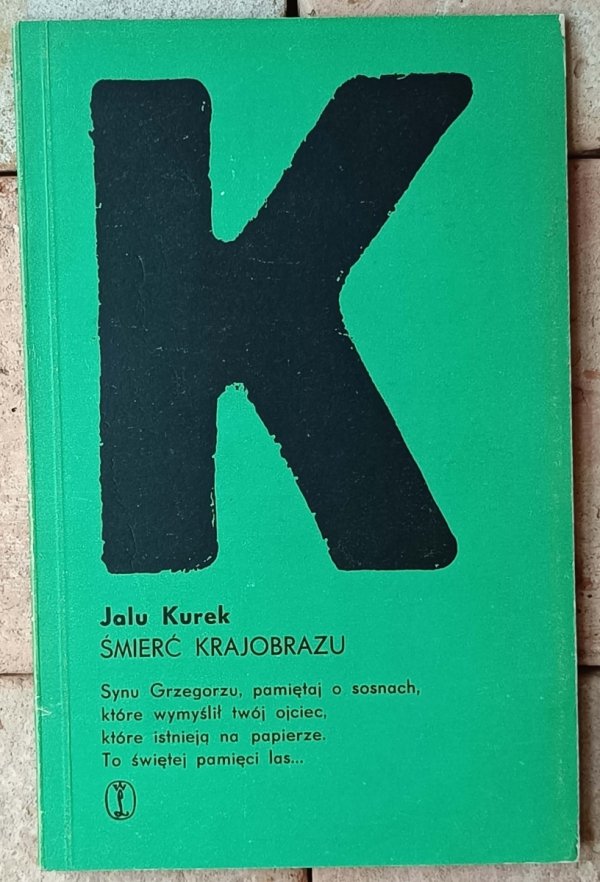 K
Jalu Kurek
ŚMIERĆ KRAJOBRAZU
Synu Grzegorzu, pamiętaj o sosnach,
które wymyślił twój ojciec,
które istnieją na papierze.
To świętej pamięci las...
WL